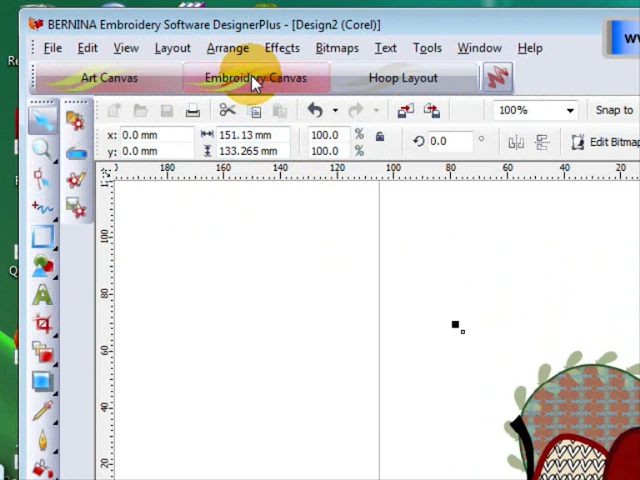 BERNINA Embroidery Software DesignerPlus - [Design2 (Corel)]
File Edit View Layout Arrange Effects Bitmaps Text Tools Window Help
Art Canvas Embroidery Canvas Hoop Layout
100% Snap to
x: 0.0 mm 151.13 mm 100.0 % 0.0 °
y: 0.0 mm 133.265 mm 100.0 %
Edit Bitma
180 160 140 120 100 80 60 40 20
100
80
60
40
20